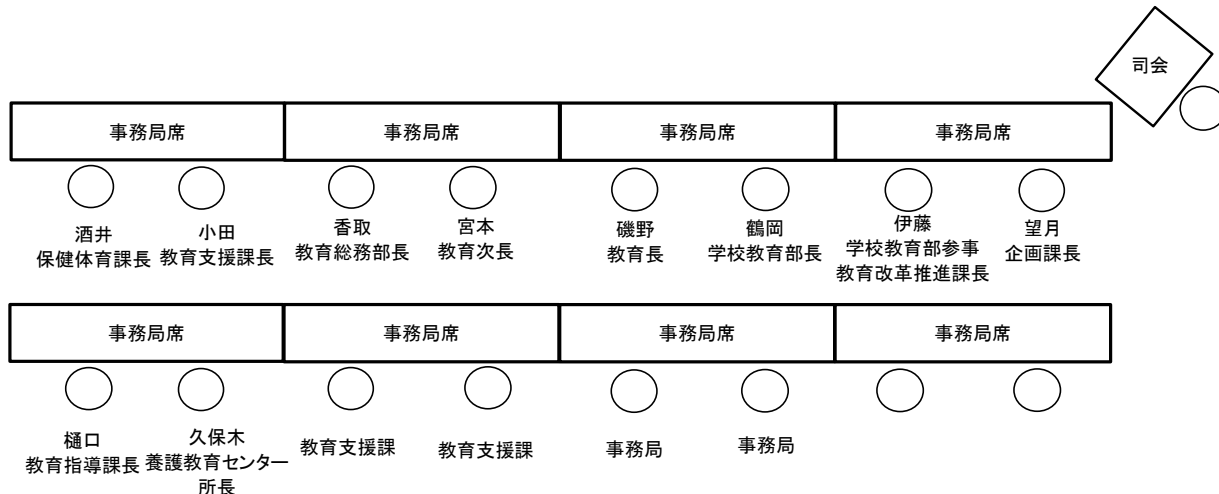 司会
事務局席
事務局席
事務局席
事務局席
酒井
保健体育課長
小田
教育支援課長
香取
教育総務部長
宮本
教育次長
磯野
教育長
鶴岡
学校教育部長
伊藤
学校教育部参事
教育改革推進課長
望月
企画課長
事務局席
事務局席
事務局席
事務局席
樋口
教育指導課長
久保木
養護教育センター
所長
教育支援課
教育支援課
事務局
事務局